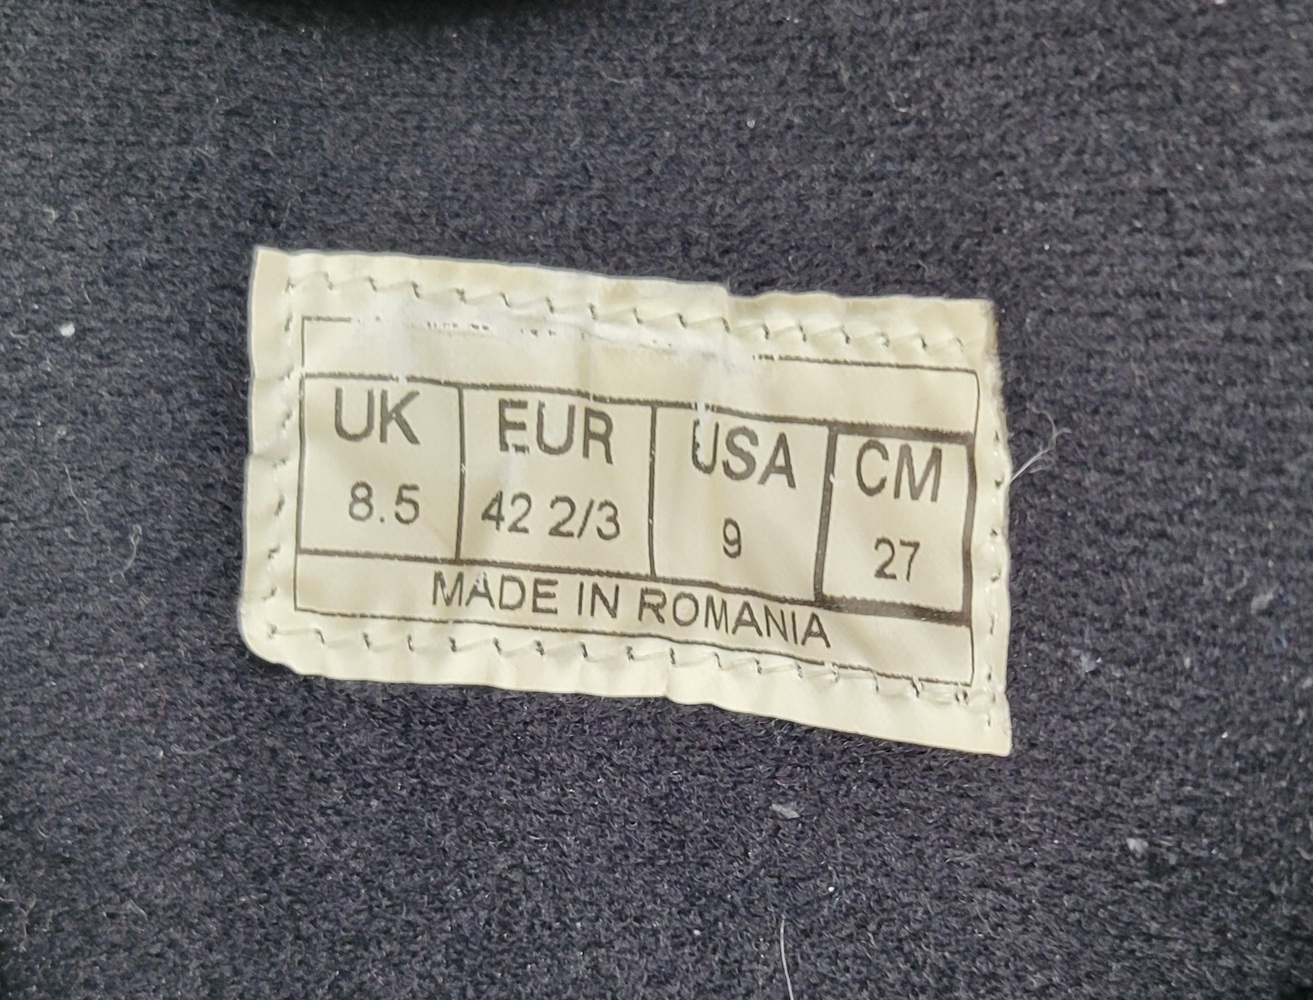 UK EUR USA CM
8.5 42 2/3 9 27
MADE IN ROMANIA